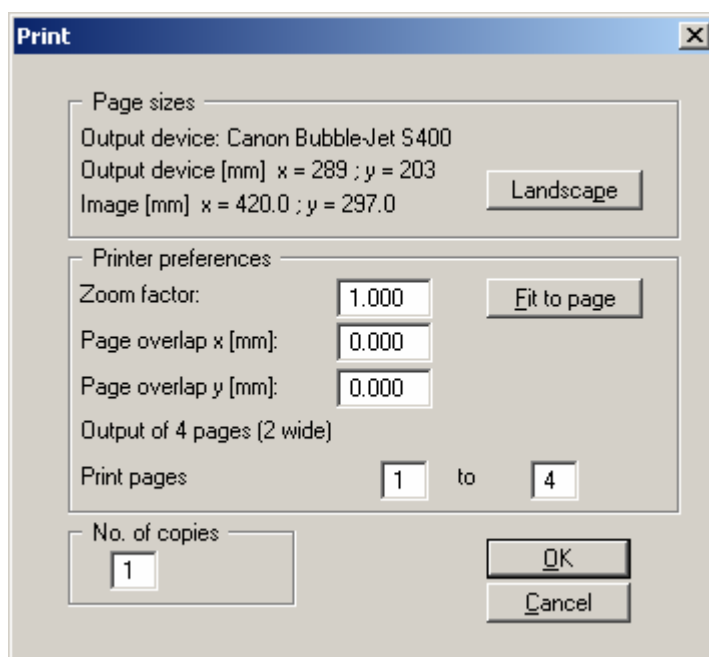 Print
Page sizes
Output device: Canon Bubble-Jet S400
Output device [mm]  x = 289 ; y = 203
Landscape
Image [mm]  x = 420.0 ; y = 297.0
Printer preferences
Zoom factor: 1.000 Fit to page
Page overlap x [mm]: 0.000
Page overlap y [mm]: 0.000
Output of 4 pages (2 wide)
Print pages 1 to 4
No. of copies
1
OK
Cancel